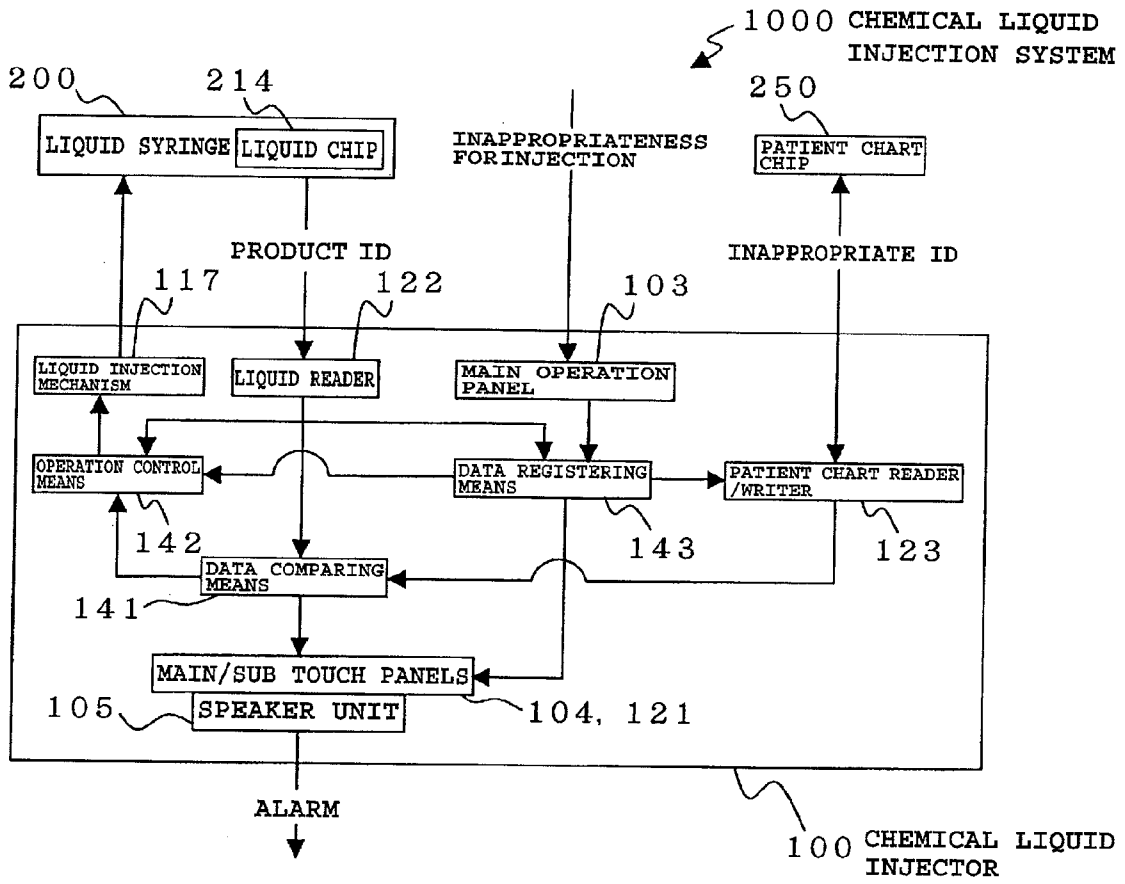 1000 CHEMICAL LIQUID
INJECTION SYSTEM
200
214
250
LIQUID SYRINGE
LIQUID CHIP
INAPPROPRIATENESS
FOR INJECTION
PATIENT CHART
CHIP
PRODUCT ID
INAPPROPRIATE ID
117
122
103
LIQUID INJECTION
MECHANISM
LIQUID READER
MAIN OPERATION
PANEL
OPERATION CONTROL
MEANS
DATA REGISTERING
MEANS
PATIENT CHART READER
/WRITER
142
143
123
DATA COMPARING
MEANS
141
MAIN/SUB TOUCH PANELS
105
SPEAKER UNIT
104, 121
ALARM
100 CHEMICAL LIQUID
INJECTOR